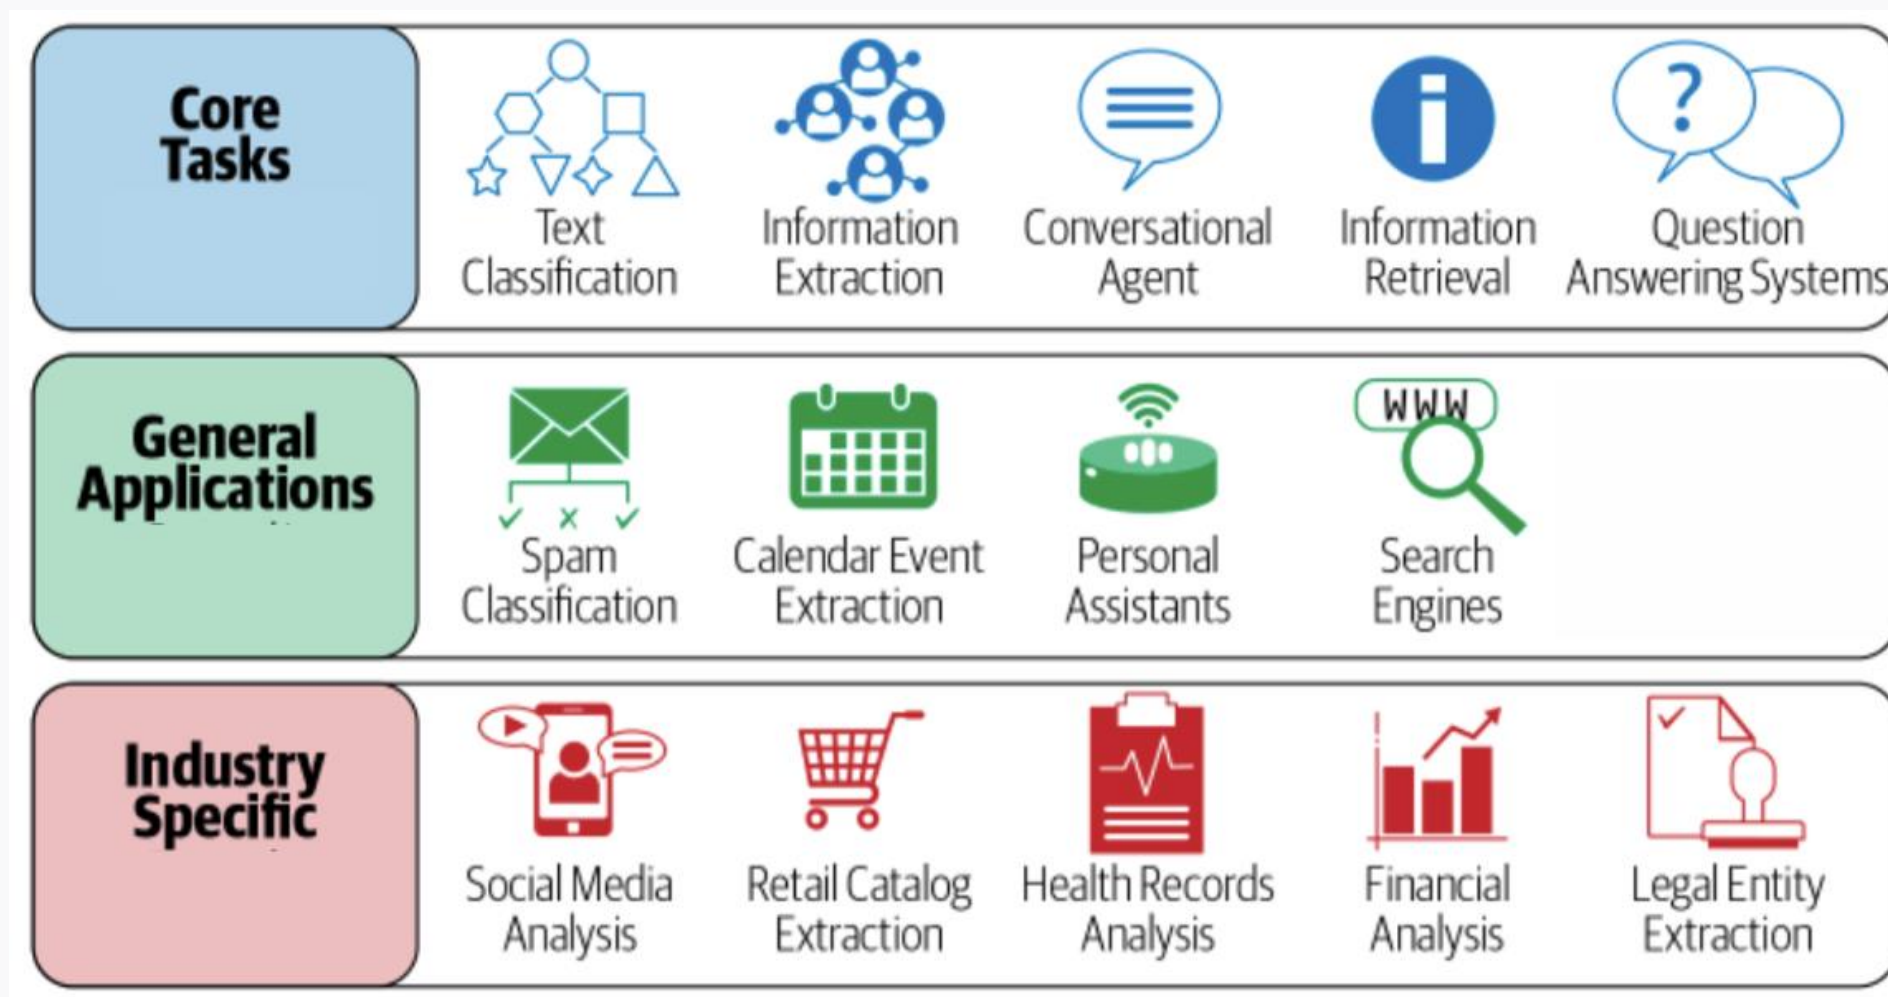 Core
Tasks
Text
Classification
Information
Extraction
Conversational
Agent
Information
Retrieval
?
Question
Answering Systems
General
Applications
Spam
Classification
Calendar Event
Extraction
Personal
Assistants
WWW
Search
Engines
Industry
Specific
Social Media
Analysis
Retail Catalog
Extraction
Health Records
Analysis
Financial
Analysis
Legal Entity
Extraction